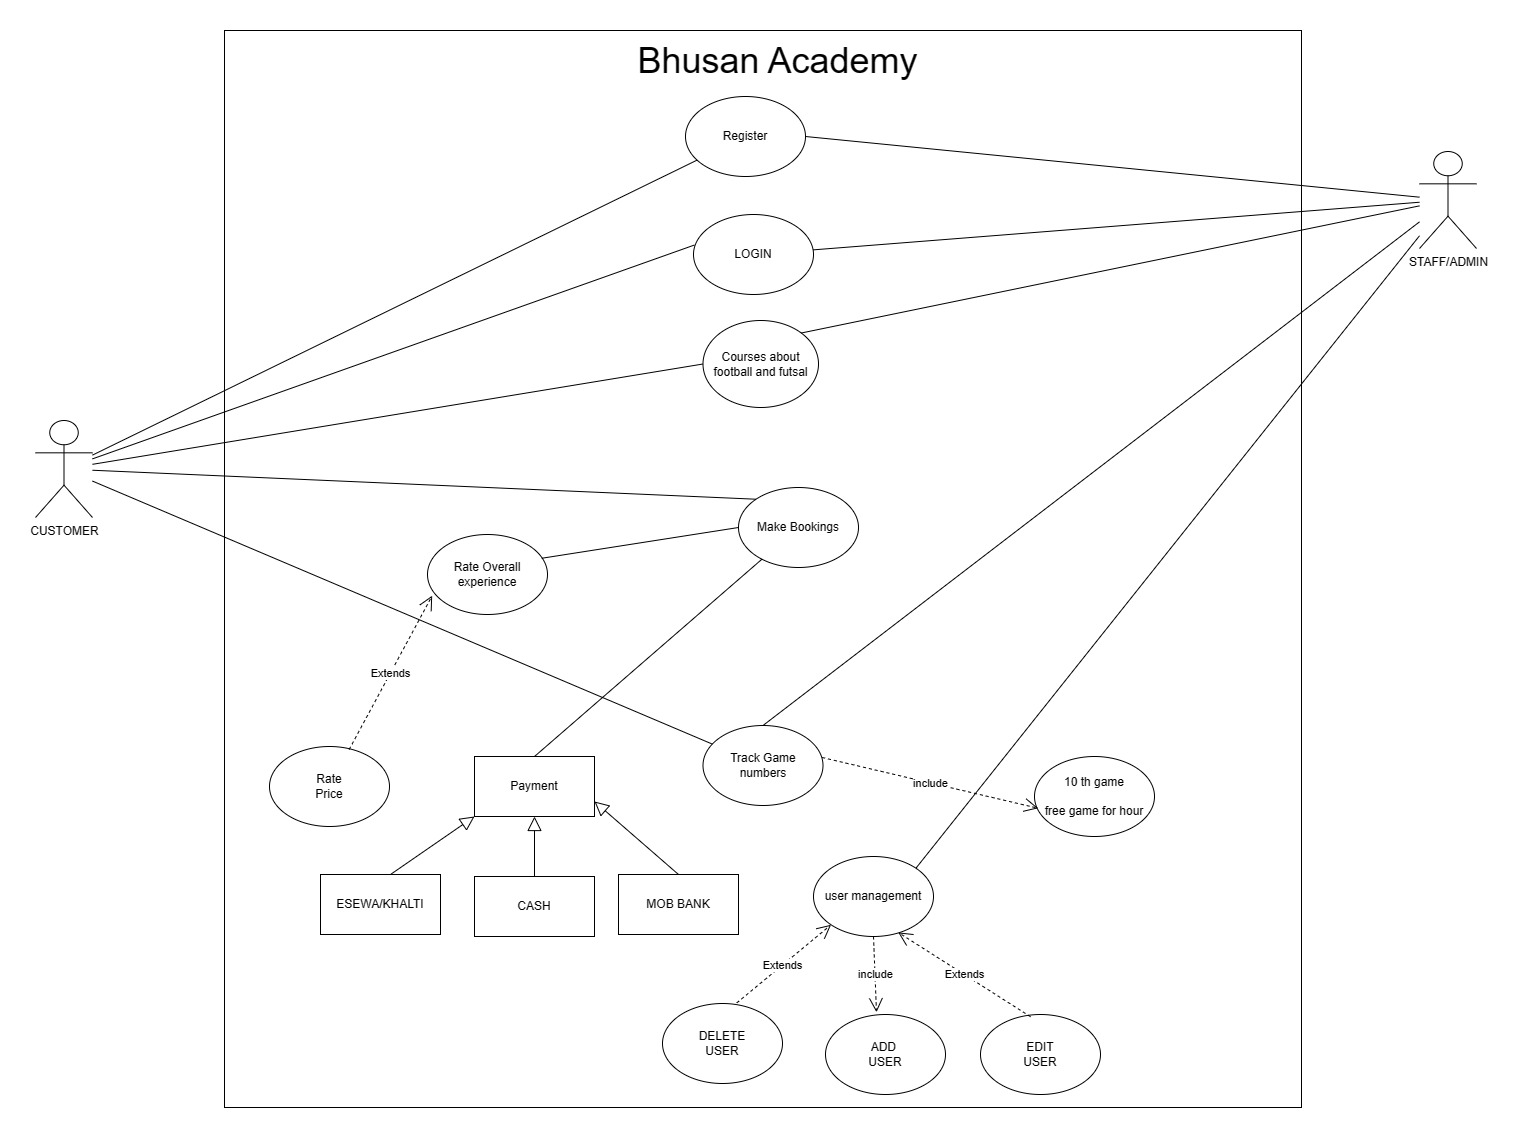 Bhusan Academy
Register
LOGIN
STAFF/ADMIN
Courses about
football and futsal
CUSTOMER
Make Bookings
Rate Overall
experience
Extends
Rate
Price
Payment
Track Game
numbers
include
10 th game
free game for hour
ESEWA/KHALTI
CASH
MOB BANK
user management
Extends
include
Extends
DELETE
USER
ADD
USER
EDIT
USER